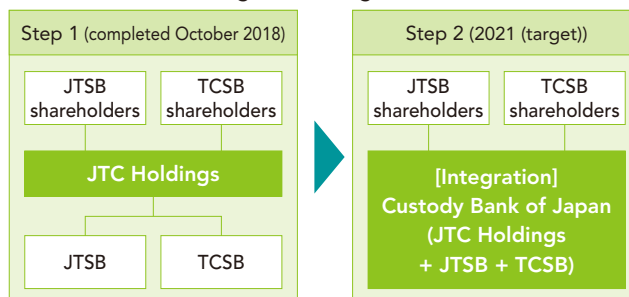 Step 1 (completed October 2018)
JTSB
shareholders
TCSB
shareholders
JTC Holdings
JTSB
TCSB
Step 2 (2021 (target))
JTSB
shareholders
TCSB
shareholders
[Integration]
Custody Bank of Japan
(JTC Holdings
+ JTSB + TCSB)